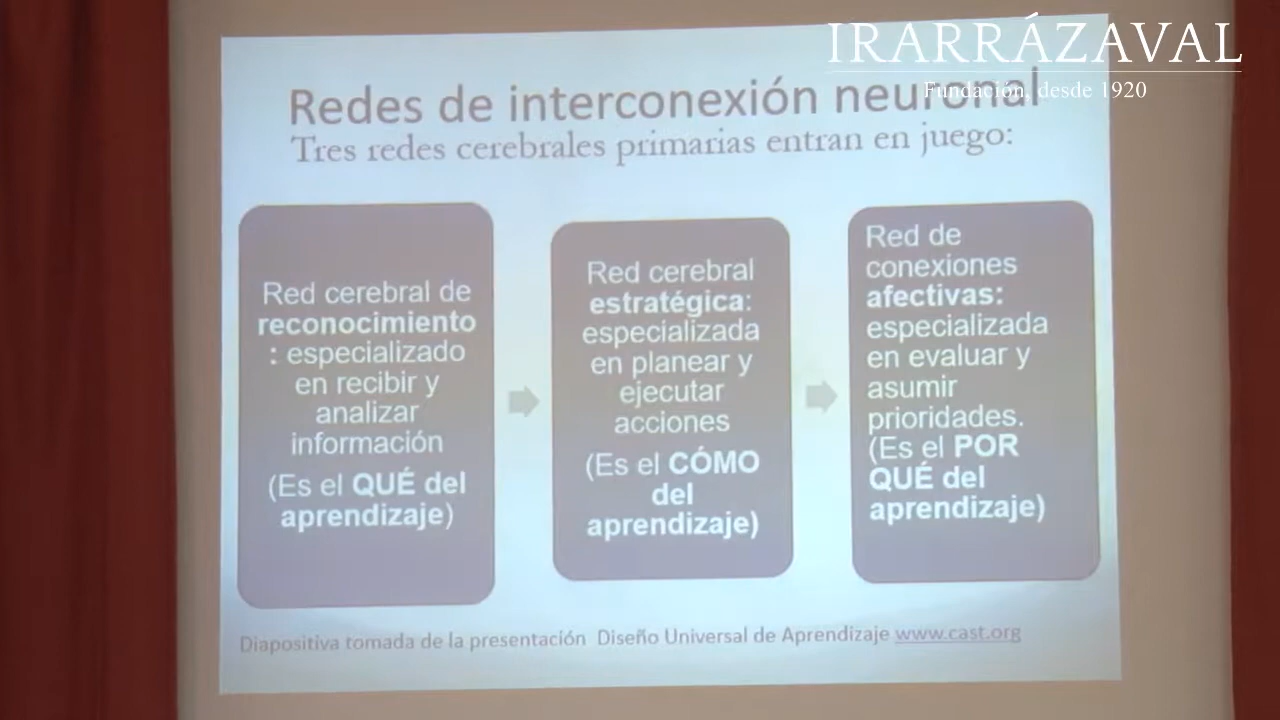 IRARRÁZAVAL
Fundación, desde 1920
Redes de interconexión neuronal
Tres redes cerebrales primarias entran en juego:
Red cerebral de
reconocimiento
: especializado
en recibir y
analizar
información
(Es el QUÉ del
aprendizaje)
Red cerebral
estratégica:
especializada
en planear y
ejecutar
acciones
(Es el CÓMO
del
aprendizaje)
Red de
conexiones
afectivas:
especializada
en evaluar y
asumir
prioridades.
(Es el POR
QUÉ del
aprendizaje)
Diapositiva tomada de la presentación Diseño Universal de Aprendizaje www.cast.org